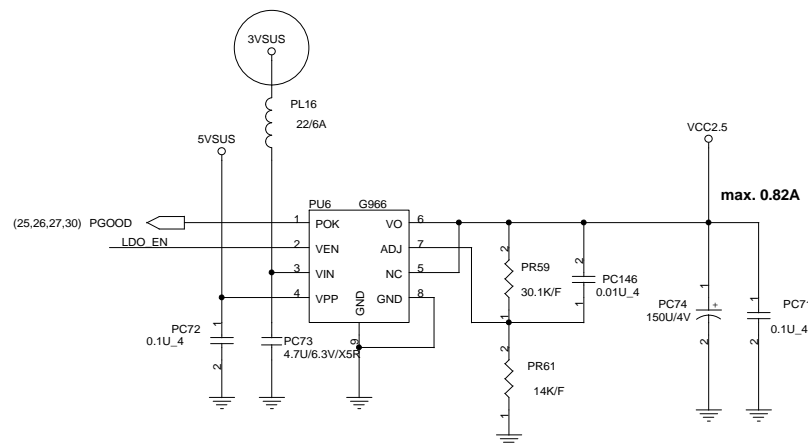 3VSUS
PL16
22/6A
5VSUS
VCC2.5
max. 0.82A
PU6 G966
(25,26,27,30) PGOOD
LDO_EN
1 POK VO 6
2 VEN ADJ 7
3 VIN NC 5
4 VPP GND 8
GND
9
1
PC72
0.1U_4
2
PC73
4.7U/6.3V/X5R
2
PR59
30.1K/F
1
2
PC146
0.01U_4
1
2
PR61
14K/F
1
1
PC74
150U/4V
+
2
1
PC71
0.1U_4
2